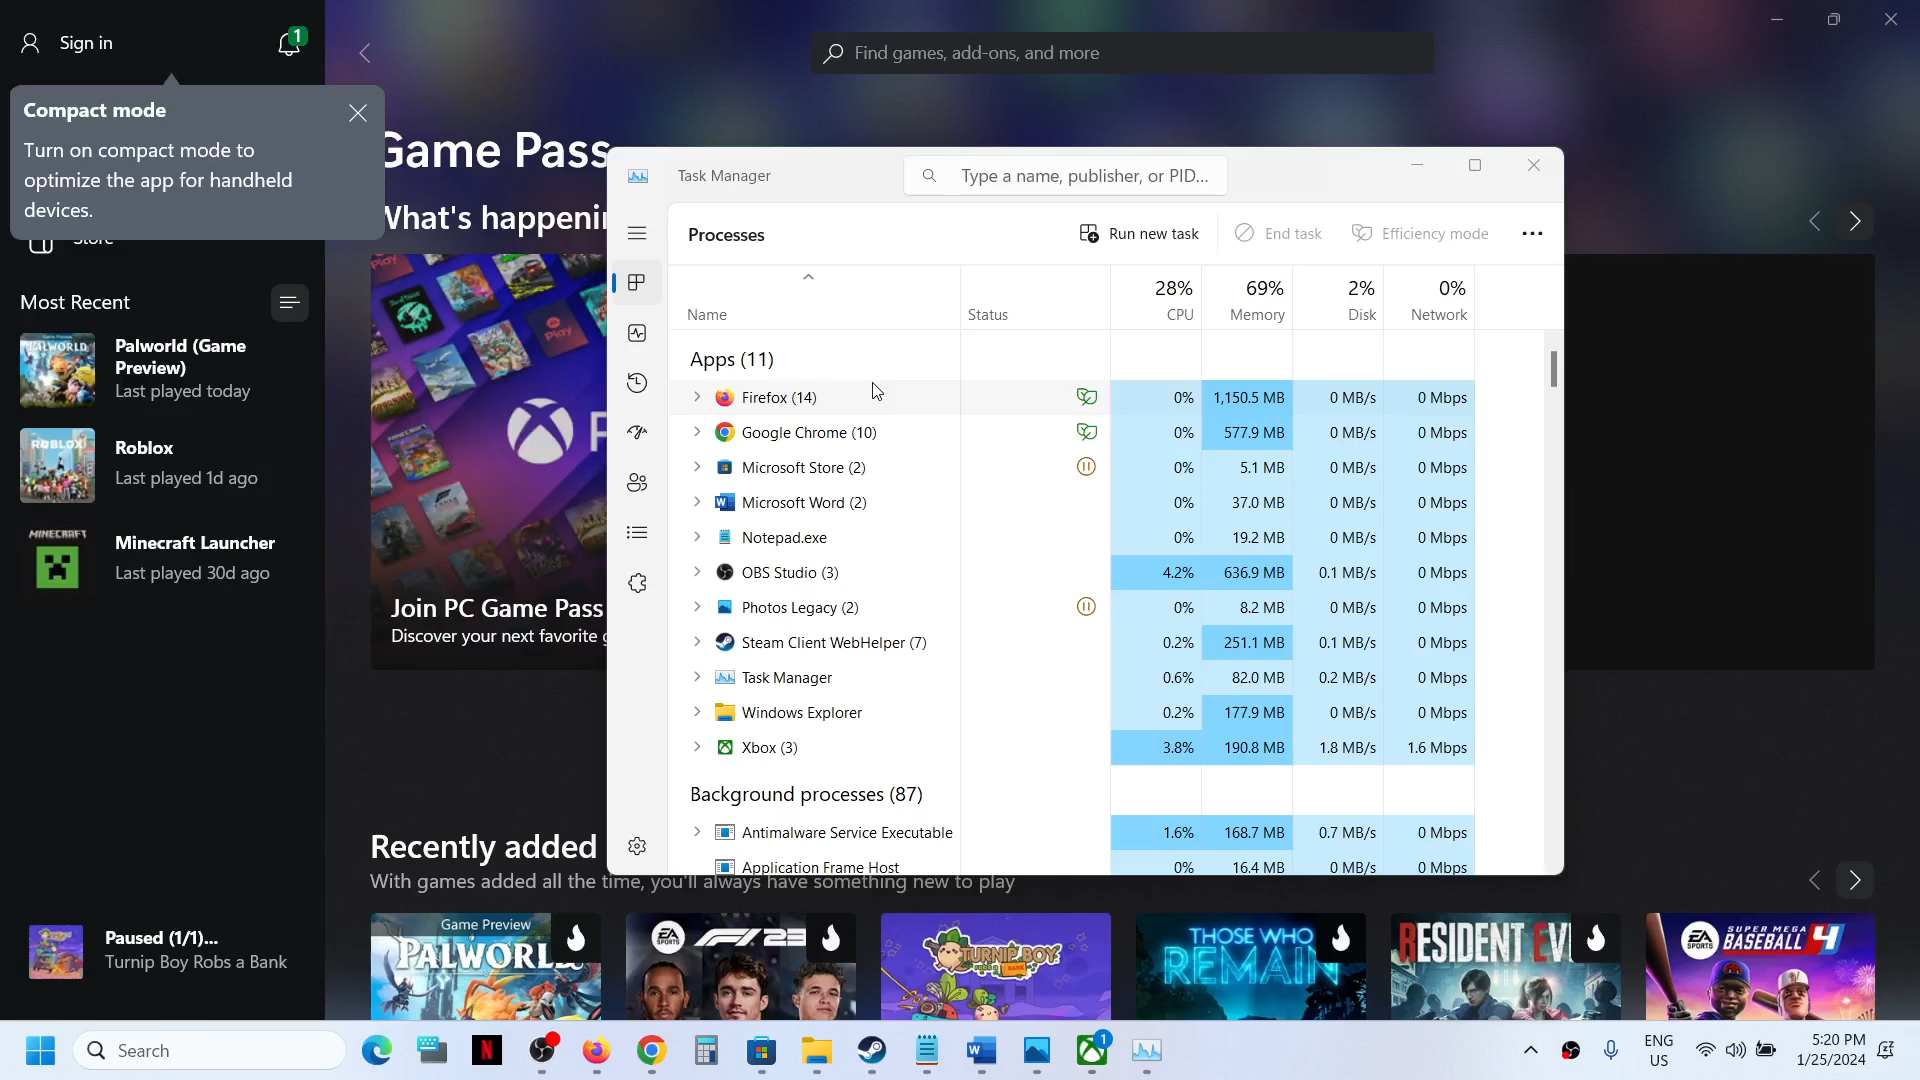 Sign in
1
Find games, add-ons, and more
Compact mode
Turn on compact mode to
optimize the app for handheld
devices.
Store
Most Recent
Palworld (Game
Preview)
Last played today
Roblox
Last played 1d ago
Minecraft Launcher
Last played 30d ago
Paused (1/1)...
Turnip Boy Robs a Bank
Game Pass
What's happenin
Join PC Game Pass
Discover your next favorite g
Task Manager
Type a name, publisher, or PID...
Processes
Run new task
End task
Efficiency mode
28% 69% 2% 0%
Name Status CPU Memory Disk Network
Apps (11)
Firefox (14) 0% 1,150.5 MB 0 MB/s 0 Mbps
Google Chrome (10) 0% 577.9 MB 0 MB/s 0 Mbps
Microsoft Store (2) 0% 5.1 MB 0 MB/s 0 Mbps
Microsoft Word (2) 0% 37.0 MB 0 MB/s 0 Mbps
Notepad.exe 0% 19.2 MB 0 MB/s 0 Mbps
OBS Studio (3) 4.2% 636.9 MB 0.1 MB/s 0 Mbps
Photos Legacy (2) 0% 8.2 MB 0 MB/s 0 Mbps
Steam Client WebHelper (7) 0.2% 251.1 MB 0.1 MB/s 0 Mbps
Task Manager 0.6% 82.0 MB 0.2 MB/s 0 Mbps
Windows Explorer 0.2% 177.9 MB 0 MB/s 0 Mbps
Xbox (3) 3.8% 190.8 MB 1.8 MB/s 1.6 Mbps
Background processes (87)
Antimalware Service Executable 1.6% 168.7 MB 0.7 MB/s 0 Mbps
Application Frame Host 0% 16.4 MB 0 MB/s 0 Mbps
Recently added
With games added all the time, you'll always have something new to play
Game Preview
PALWORLD
EA SPORTS F1 23
TURNIP BOY
THOSE WHO
REMAIN
RESIDENT EVI
EA SPORTS SUPER MEGA
BASEBALL 4
Search
1
ENG
US
5:20 PM
1/25/2024